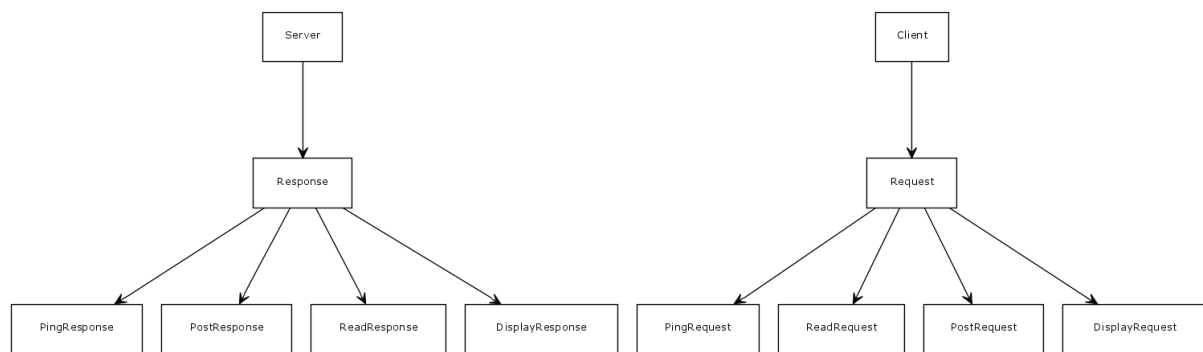 Server
Client
Response
Request
PingResponse
PostResponse
ReadResponse
DisplayResponse
PingRequest
ReadRequest
PostRequest
DisplayRequest